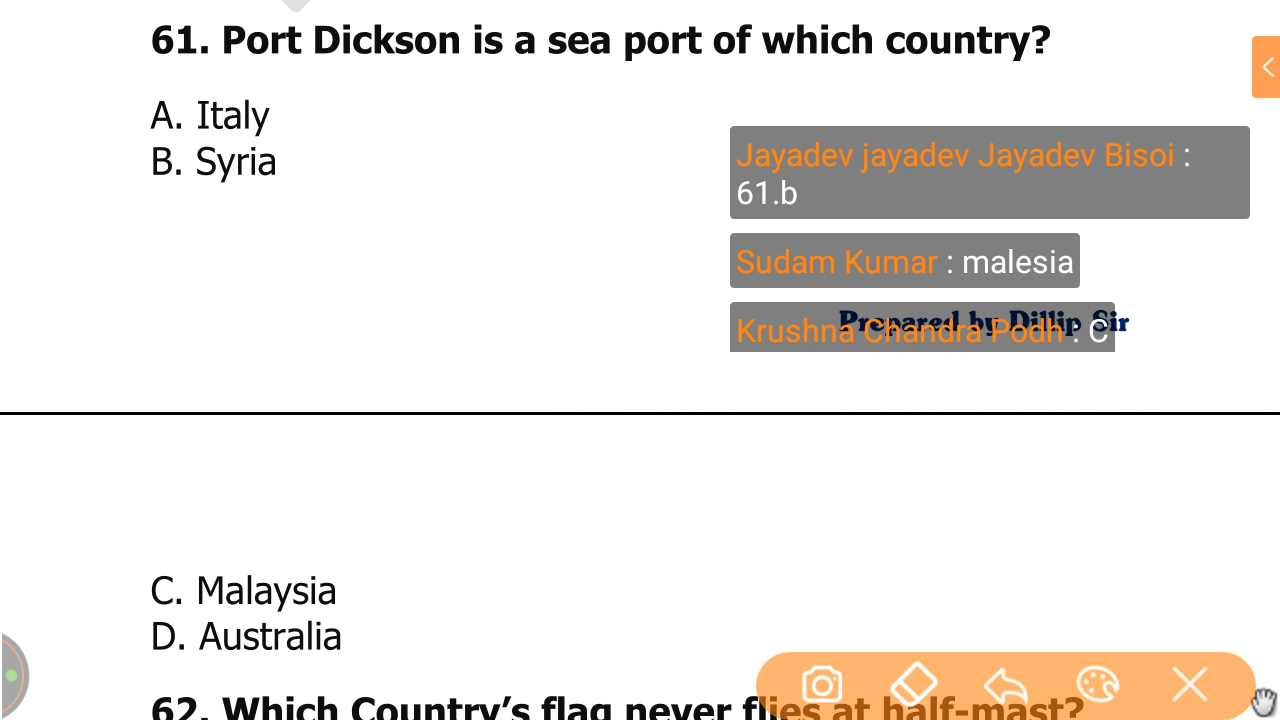 61. Port Dickson is a sea port of which country?
A. Italy
B. Syria
Jayadev jayadev Jayadev Bisoi :
61.b
Sudam Kumar : malesia
Prepared by Dillip Sir
Krushna Chandra Podh : C
C. Malaysia
D. Australia
62. Which Country’s flag never flies at half-mast?